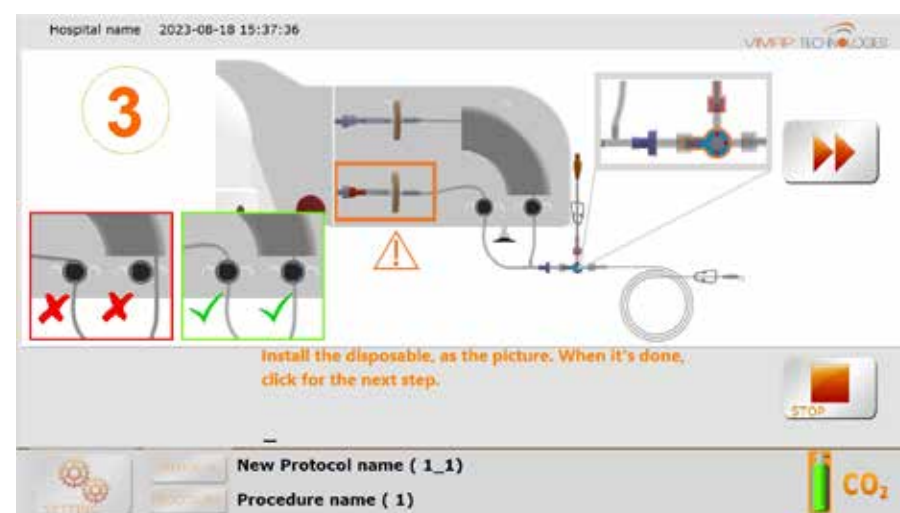 Hospital name 2023-08-18 15:37:36
VIMAP TECHNOLOGIES
3
Install the disposable, as the picture. When it's done,
click for the next step.
STOP
New Protocol name ( 1_1)
Procedure name ( 1)
SETTING
CO₂